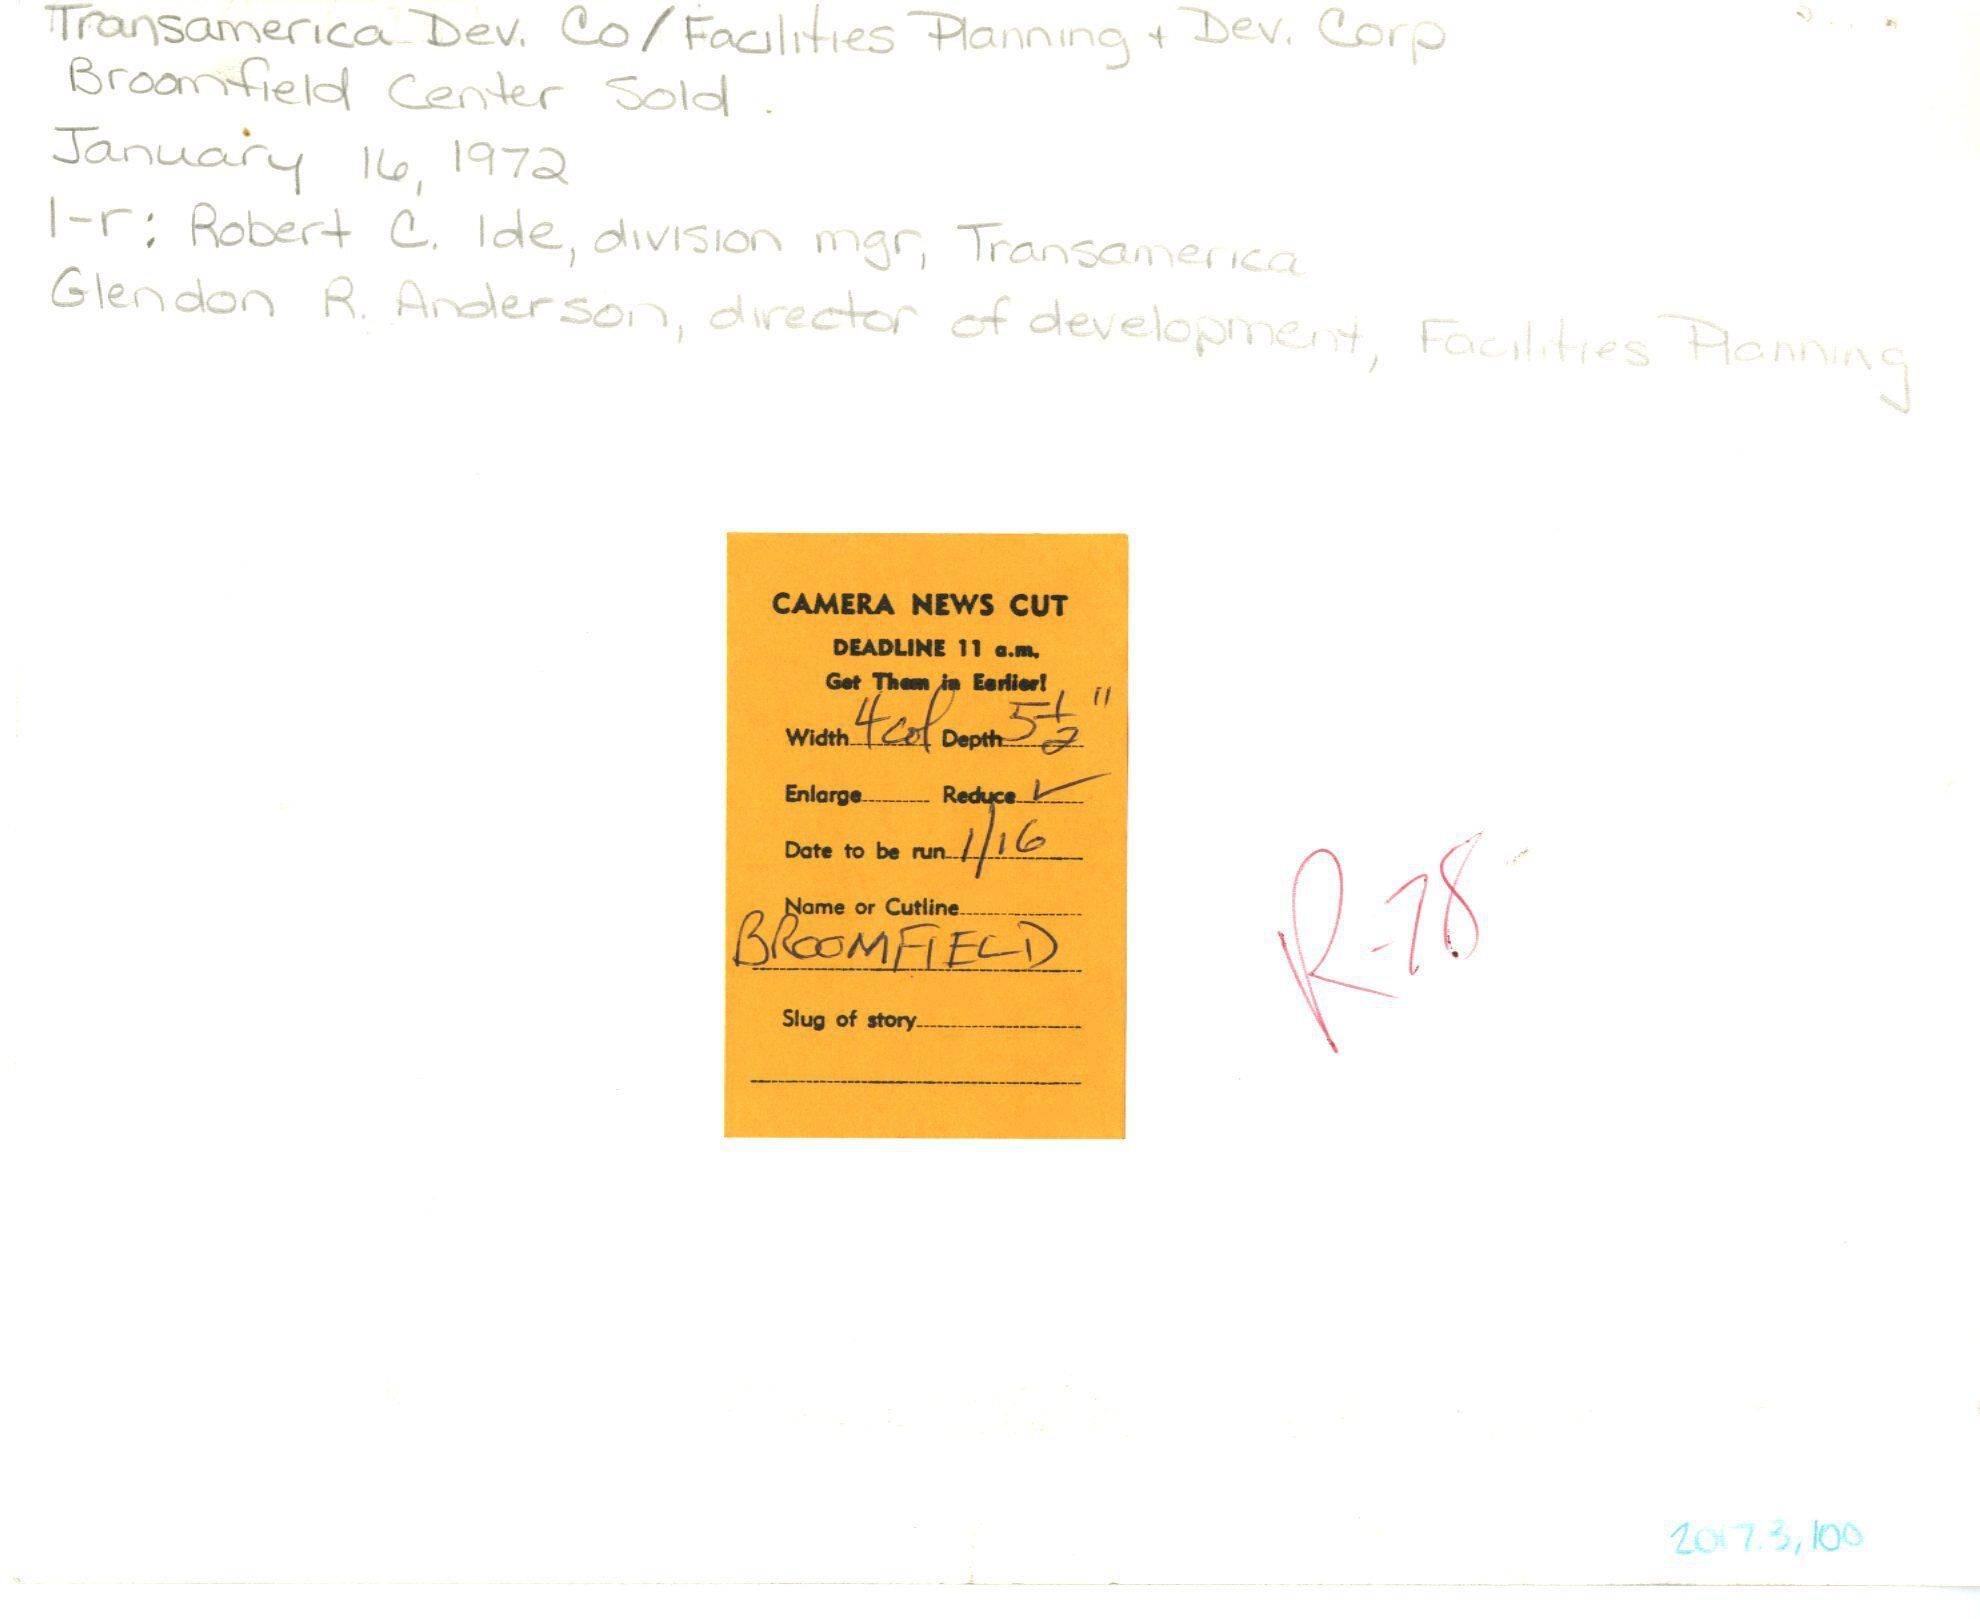 Transamerica Dev. Co/Facilities Planning + Dev. Corp
Broomfield Center Sold
January 16, 1972
l-r: Robert C. Ide, division mgr, Transamerica
Glendon R. Anderson, director of development, Facilities Planning
CAMERA NEWS CUT
DEADLINE 11 a.m.
Get Them in Earlier!
Width 4 col Depth 5 1/2 "
Enlarge Reduce ✓
Date to be run 1/16
Name or Cutline
BROOMFIELD
Slug of story
R-78
2017.3,100